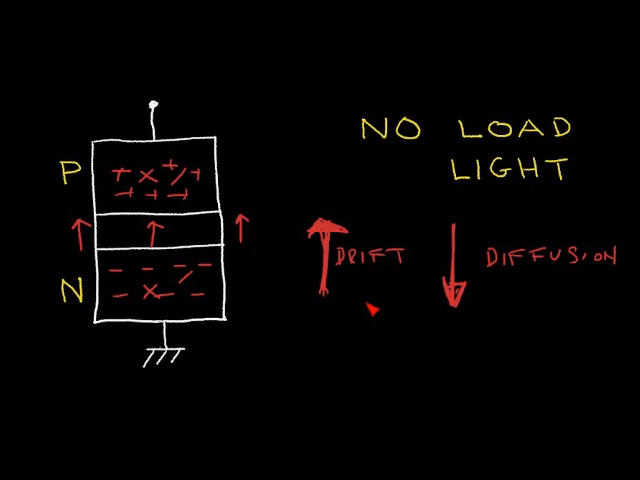 NO LOAD
LIGHT
P
+ × + / +
+ + +
N
DRIFT
DIFFUSION
- - - -
- × - / -